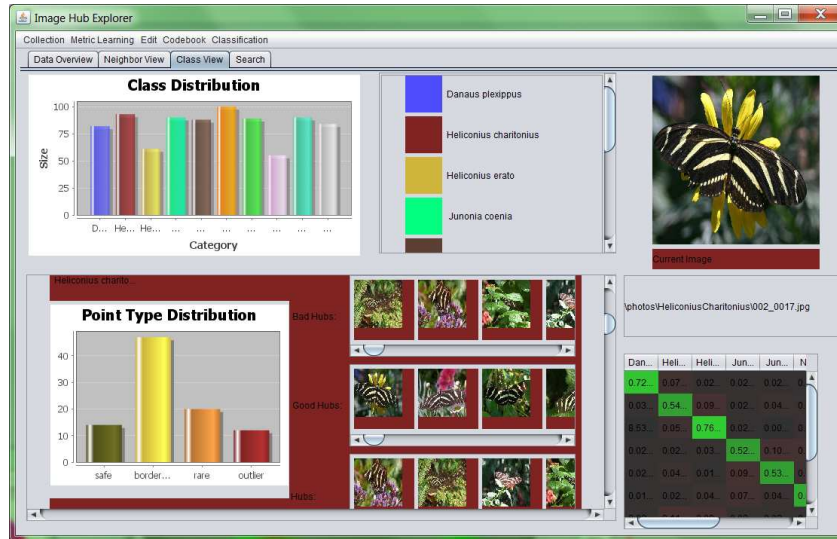 Image Hub Explorer
Collection Metric Learning Edit Codebook Classification
Data Overview Neighbor View Class View Search
Class Distribution
100
75
50
25
0
Size
D... He... He... ... ... ... ... ... ... ...
Category
Danaus plexippus
Heliconius charitonius
Heliconius erato
Junonia coenia
Current Image
\photos\HeliconiusCharitonius\002_0017.jpg
Heliconius charito...
Point Type Distribution
40
30
20
10
0
safe border... rare outlier
Bad Hubs:
Good Hubs:
Hubs:
Dan... Heli... Heli... Jun... Jun... N
0.72... 0.07... 0.02... 0.02... 0.02... 0.
0.03... 0.54... 0.09... 0.02... 0.04... 0.
8.53... 0.05... 0.76... 0.02... 0.00... 0.
0.02... 0.02... 0.03... 0.52... 0.10... 0.
0.02... 0.04... 0.01... 0.09... 0.53... 0.
0.01... 0.02... 0.04... 0.07... 0.04... 0.